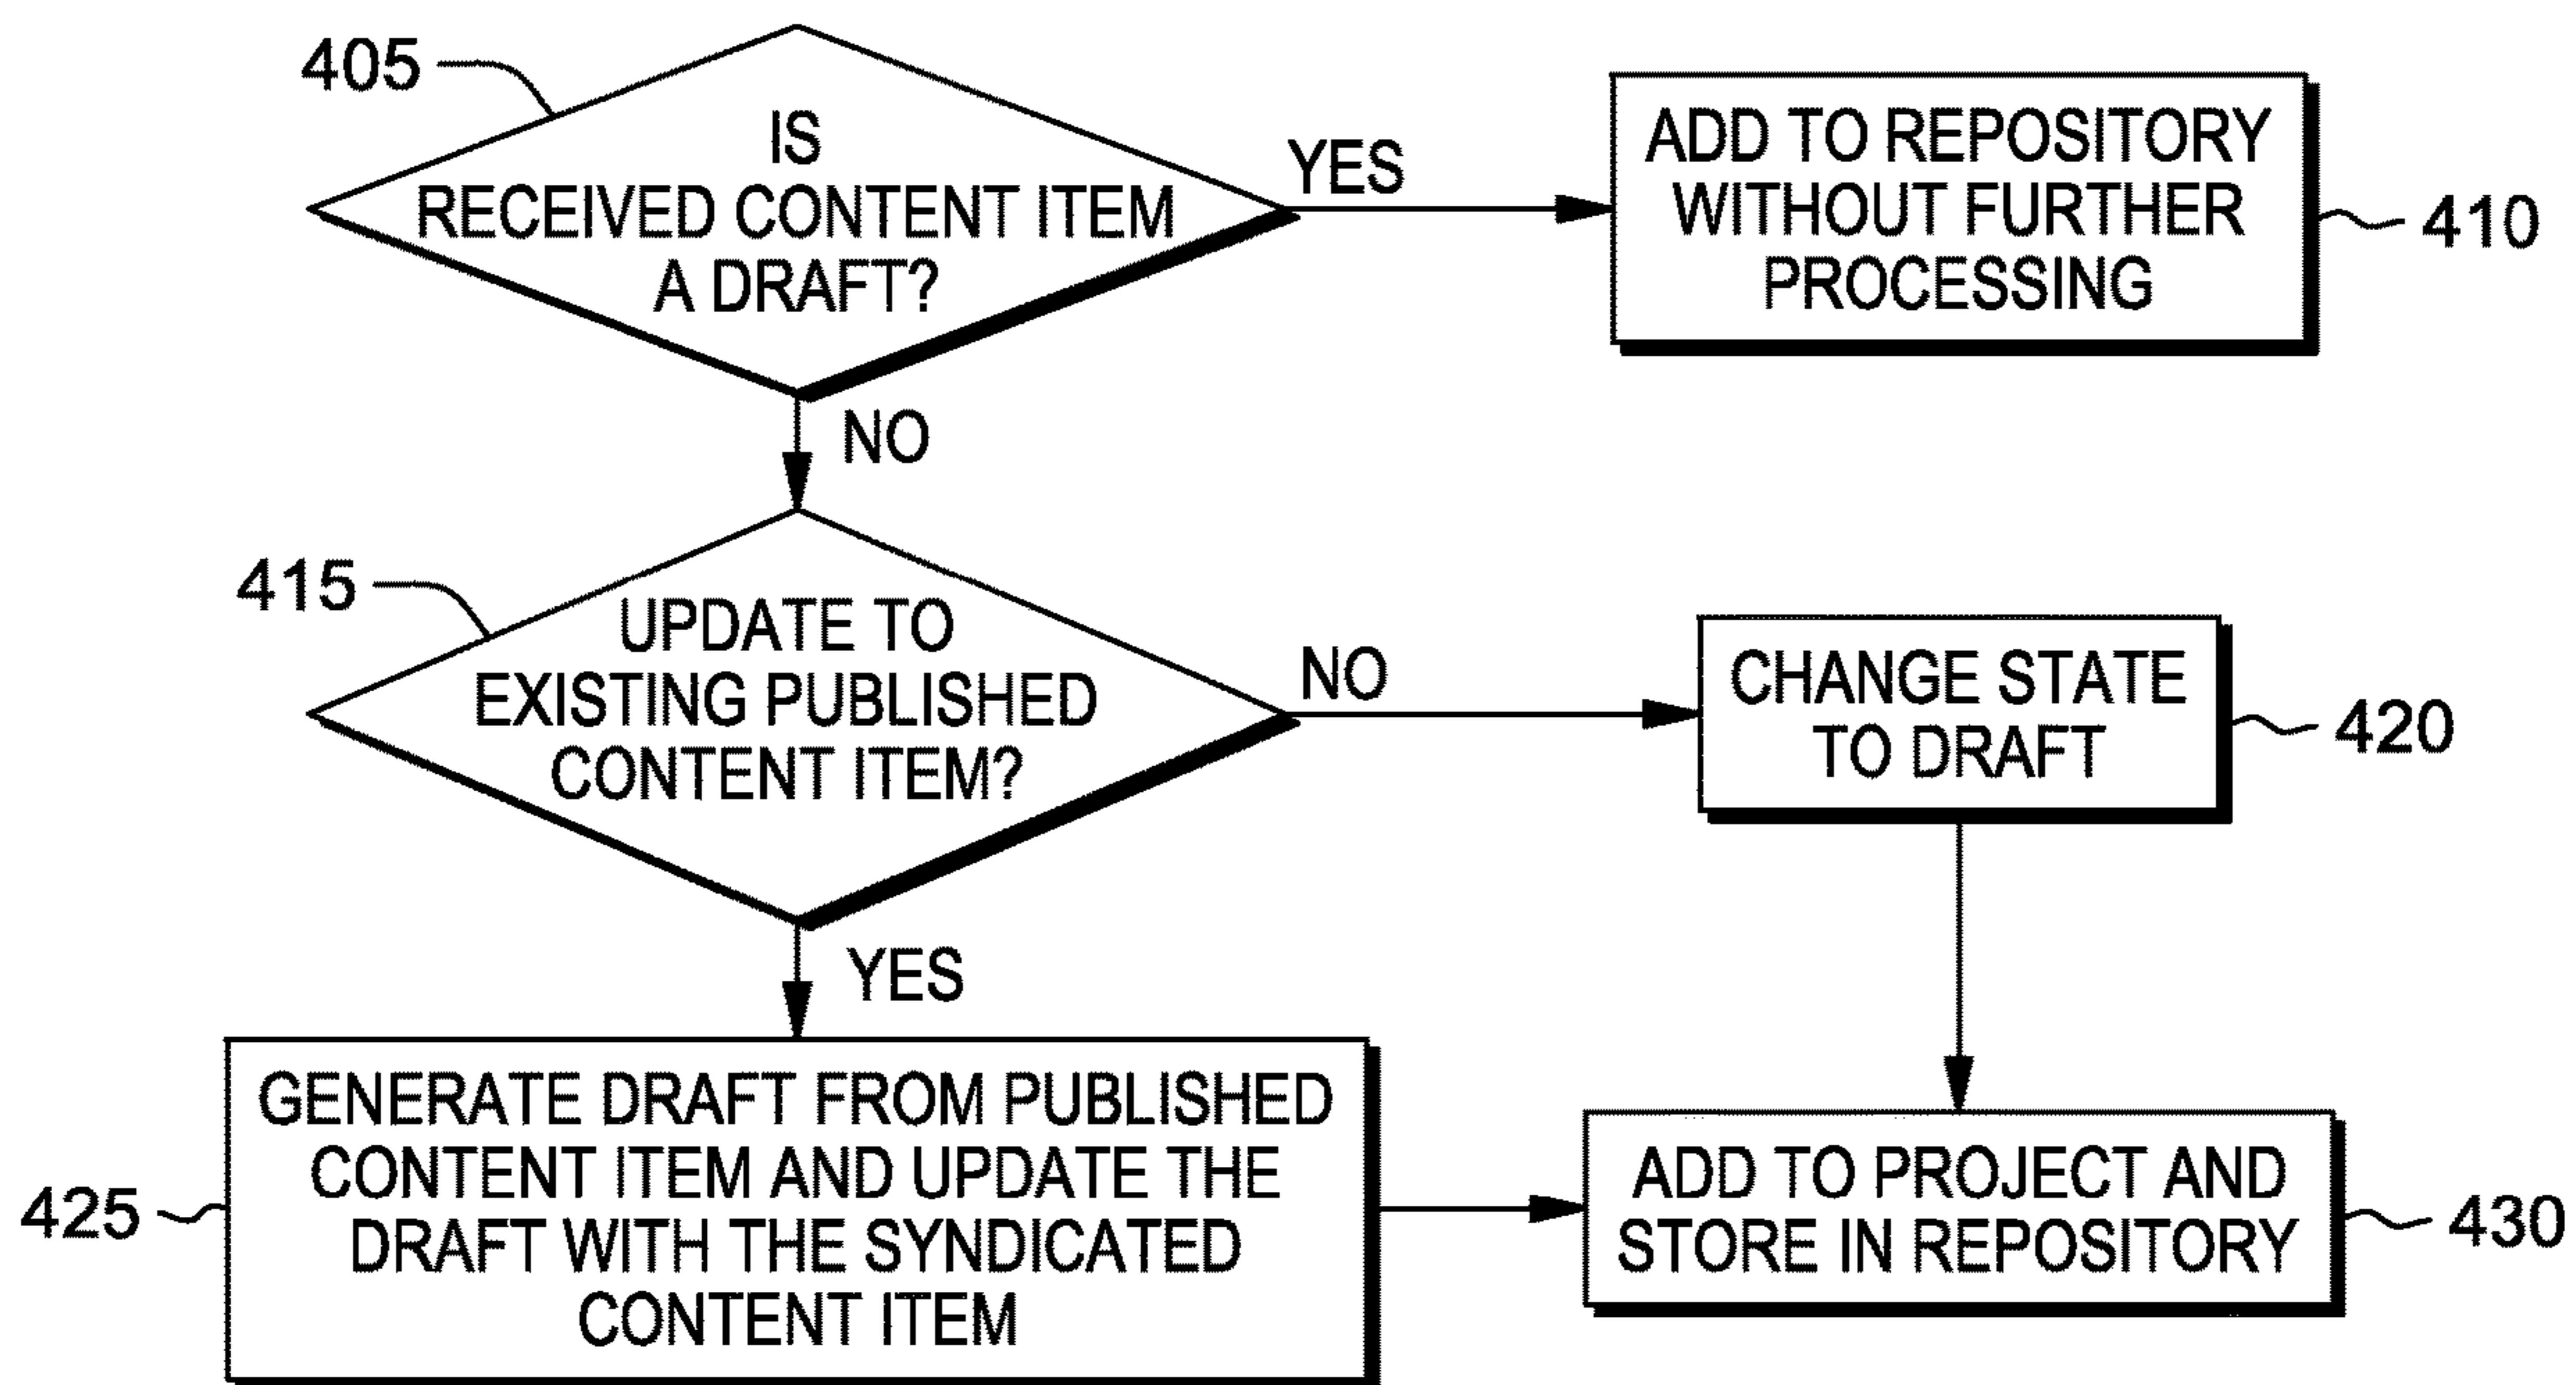 405
IS
RECEIVED CONTENT ITEM
A DRAFT?
YES
ADD TO REPOSITORY
WITHOUT FURTHER
PROCESSING
410
NO
415
UPDATE TO
EXISTING PUBLISHED
CONTENT ITEM?
NO
CHANGE STATE
TO DRAFT
420
YES
425
GENERATE DRAFT FROM PUBLISHED
CONTENT ITEM AND UPDATE THE
DRAFT WITH THE SYNDICATED
CONTENT ITEM
ADD TO PROJECT AND
STORE IN REPOSITORY
430